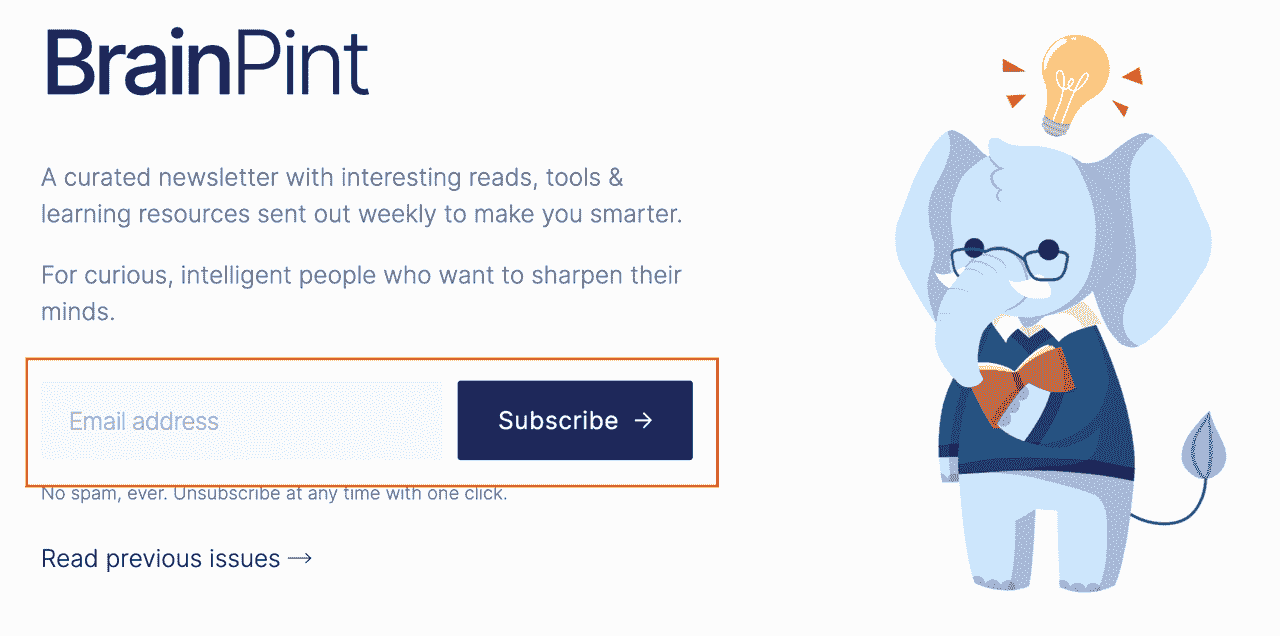 BrainPint
A curated newsletter with interesting reads, tools &
learning resources sent out weekly to make you smarter.
For curious, intelligent people who want to sharpen their
minds.
Email address
Subscribe →
No spam, ever. Unsubscribe at any time with one click.
Read previous issues →